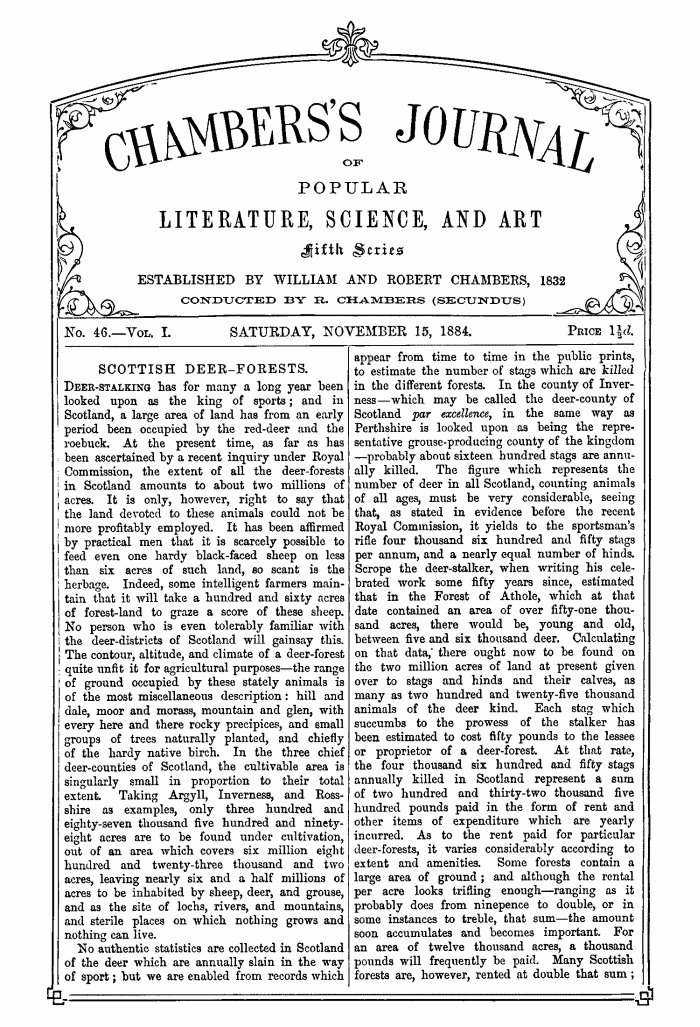 CHAMBERS'S JOURNAL
OF
POPULAR
LITERATURE, SCIENCE, AND ART
Fifth Series
ESTABLISHED BY WILLIAM AND ROBERT CHAMBERS, 1832
CONDUCTED BY R. CHAMBERS (SECUNDUS)
No. 46.—Vol. I.
SATURDAY, NOVEMBER 15, 1884.
Price 1½d.
SCOTTISH DEER-FORESTS.
Deer-stalking has for many a long year been
looked upon as the king of sports; and in
Scotland, a large area of land has from an early
period been occupied by the red-deer and the
roebuck. At the present time, as far as has
been ascertained by a recent inquiry under Royal
Commission, the extent of all the deer-forests
in Scotland amounts to about two millions of
acres. It is only, however, right to say that
the land devoted to these animals could not be
more profitably employed. It has been affirmed
by practical men that it is scarcely possible to
feed even one hardy black-faced sheep on less
than six acres of such land, so scant is the
herbage. Indeed, some intelligent farmers main-
tain that it will take a hundred and sixty acres
of forest-land to graze a score of these sheep.
No person who is even tolerably familiar with
the deer-districts of Scotland will gainsay this.
The contour, altitude, and climate of a deer-forest
quite unfit it for agricultural purposes—the range
of ground occupied by these stately animals is
of the most miscellaneous description: hill and
dale, moor and morass, mountain and glen, with
every here and there rocky precipices, and small
groups of trees naturally planted, and chiefly
of the hardy native birch. In the three chief
deer-counties of Scotland, the cultivable area is
singularly small in proportion to their total
extent. Taking Argyll, Inverness, and Ross-
shire as examples, only three hundred and
eighty-seven thousand five hundred and ninety-
eight acres are to be found under cultivation,
out of an area which covers six million eight
hundred and twenty-three thousand and two
acres, leaving nearly six and a half millions of
acres to be inhabited by sheep, deer, and grouse,
and as the site of lochs, rivers, and mountains,
and sterile places on which nothing grows and
nothing can live.
No authentic statistics are collected in Scotland
of the deer which are annually slain in the way
of sport; but we are enabled from records which
appear from time to time in the public prints,
to estimate the number of stags which are killed
in the different forests. In the county of Inver-
ness—which may be called the deer-county of
Scotland par excellence, in the same way as
Perthshire is looked upon as being the repre-
sentative grouse-producing county of the kingdom
—probably about sixteen hundred stags are annu-
ally killed. The figure which represents the
number of deer in all Scotland, counting animals
of all ages, must be very considerable, seeing
that, as stated in evidence before the recent
Royal Commission, it yields to the sportsman's
rifle four thousand six hundred and fifty stags
per annum, and a nearly equal number of hinds.
Scrope the deer-stalker, when writing his cele-
brated work some fifty years since, estimated
that in the Forest of Athole, which at that
date contained an area of over fifty-one thou-
sand acres, there would be, young and old,
between five and six thousand deer. Calculating
on that data, there ought now to be found on
the two million acres of land at present given
over to stags and hinds and their calves, as
many as two hundred and twenty-five thousand
animals of the deer kind. Each stag which
succumbs to the prowess of the stalker has
been estimated to cost fifty pounds to the lessee
or proprietor of a deer-forest. At that rate,
the four thousand six hundred and fifty stags
annually killed in Scotland represent a sum
of two hundred and thirty-two thousand five
hundred pounds paid in the form of rent and
other items of expenditure which are yearly
incurred. As to the rent paid for particular
deer-forests, it varies considerably according to
extent and amenities. Some forests contain a
large area of ground; and although the rental
per acre looks trifling enough—ranging as it
probably does from ninepence to double, or in
some instances to treble, that sum—the amount
soon accumulates and becomes important. For
an area of twelve thousand acres, a thousand
pounds will frequently be paid. Many Scottish
forests are, however, rented at double that sum;